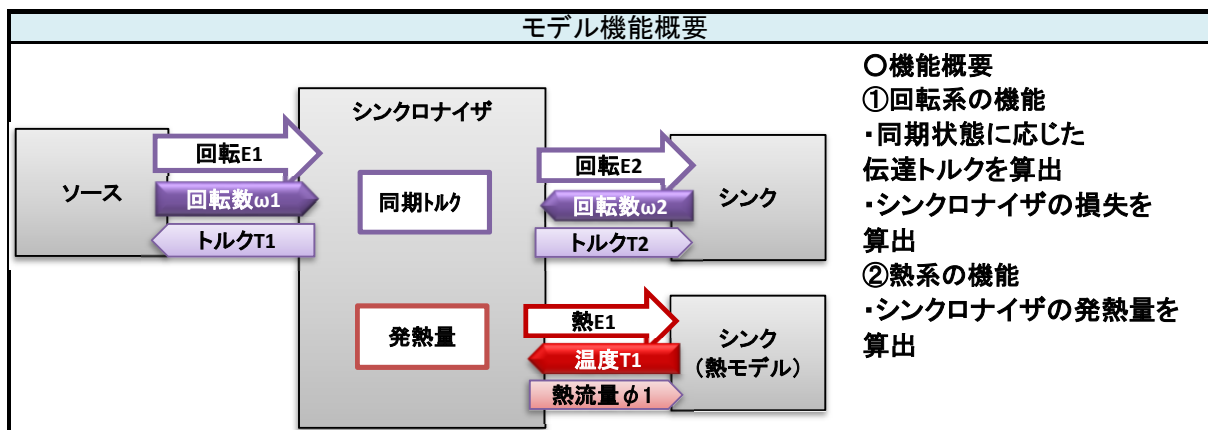 モデル機能概要
シンクロナイザ
ソース
回転E1
回転数ω1
トルクT1
同期トルク
発熱量
回転E2
回転数ω2
トルクT2
シンク
熱E1
温度T1
熱流量φ1
シンク
(熱モデル)
〇機能概要
①回転系の機能
・同期状態に応じた
伝達トルクを算出
・シンクロナイザの損失を
算出
②熱系の機能
・シンクロナイザの発熱量を
算出